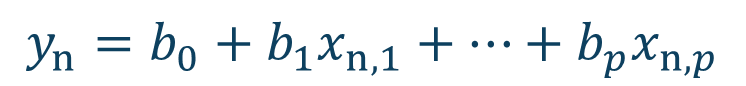 yₙ = b₀ + b₁xₙ,₁ + ⋯ + bₚxₙ,ₚ